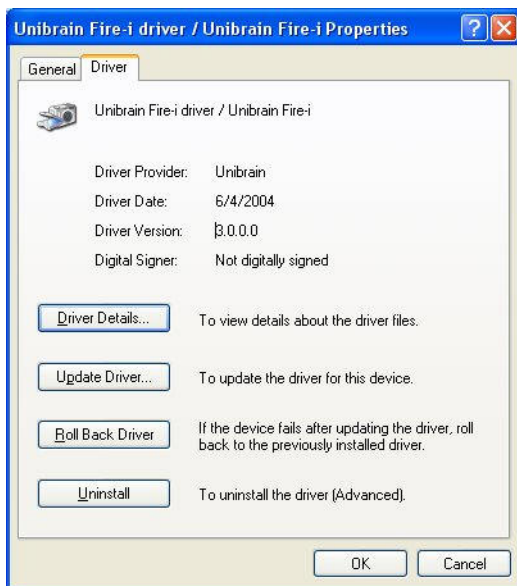 Unibrain Fire-i driver / Unibrain Fire-i Properties
General Driver
Unibrain Fire-i driver / Unibrain Fire-i
Driver Provider: Unibrain
Driver Date: 6/4/2004
Driver Version: 3.0.0.0
Digital Signer: Not digitally signed
Driver Details... To view details about the driver files.
Update Driver... To update the driver for this device.
Roll Back Driver If the device fails after updating the driver, roll
back to the previously installed driver.
Uninstall To uninstall the driver (Advanced).
OK Cancel